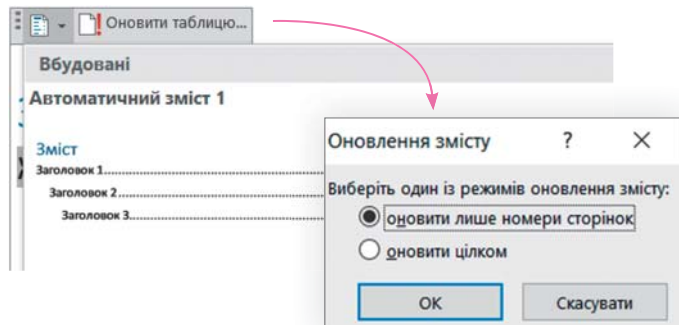 Оновити таблицю...
Вбудовані
Автоматичний зміст 1
Зміст
Заголовок 1
Заголовок 2
Заголовок 3
Оновлення змісту ? ×
Виберіть один із режимів оновлення змісту:
оновити лише номери сторінок
оновити цілком
ОК Скасувати